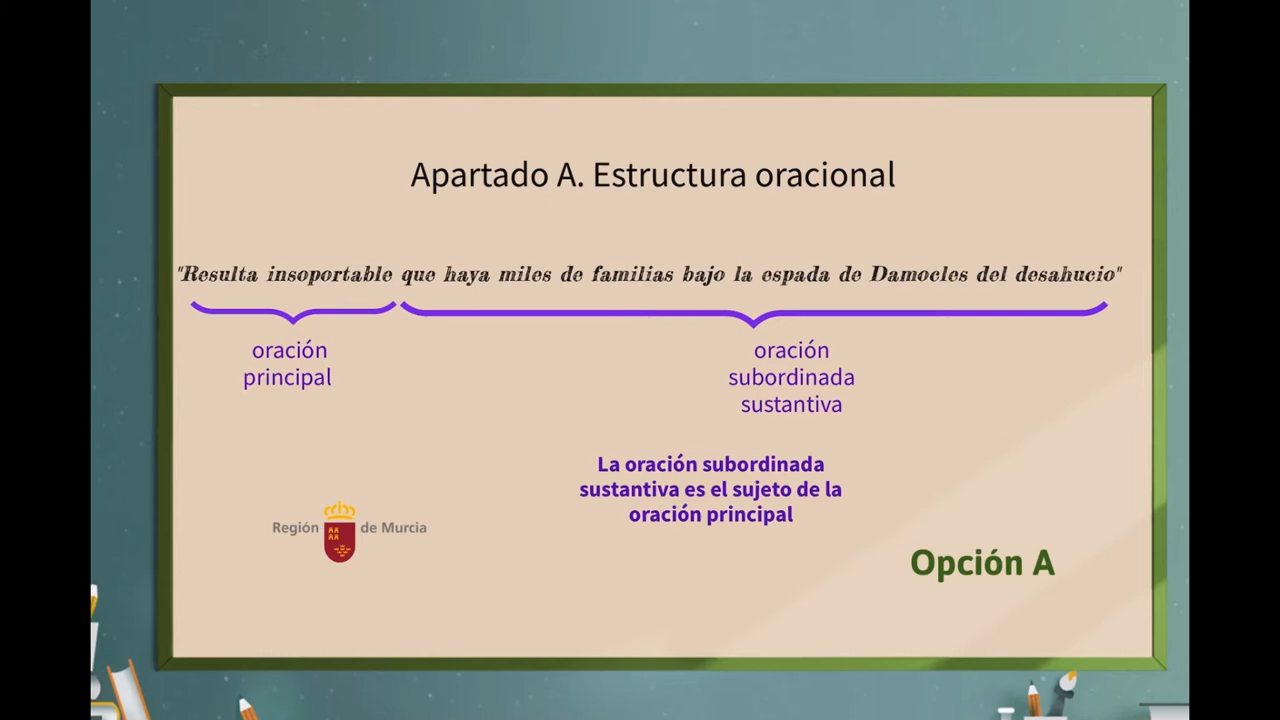 Apartado A. Estructura oracional
"Resulta insoportable que haya miles de familias bajo la espada de Damocles del desahucio"
oración
principal
oración
subordinada
sustantiva
La oración subordinada
sustantiva es el sujeto de la
oración principal
Región de Murcia
Opción A